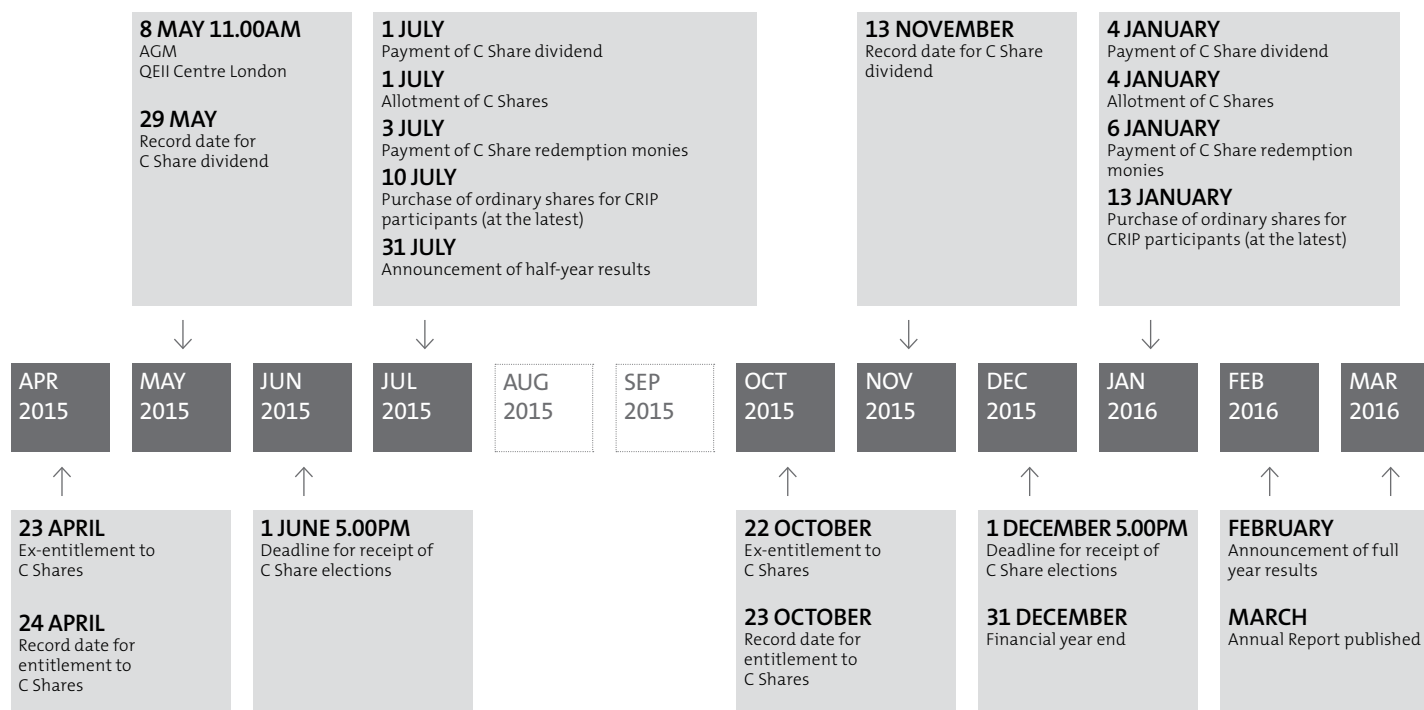 8 MAY 11.00AM
AGM
QEII Centre London
29 MAY
Record date for
C Share dividend
1 JULY
Payment of C Share dividend
1 JULY
Allotment of C Shares
3 JULY
Payment of C Share redemption monies
10 JULY
Purchase of ordinary shares for CRIP
participants (at the latest)
31 JULY
Announcement of half-year results
13 NOVEMBER
Record date for C Share
dividend
4 JANUARY
Payment of C Share dividend
4 JANUARY
Allotment of C Shares
6 JANUARY
Payment of C Share redemption
monies
13 JANUARY
Purchase of ordinary shares for
CRIP participants (at the latest)
APR
2015
MAY
2015
JUN
2015
JUL
2015
AUG
2015
SEP
2015
OCT
2015
NOV
2015
DEC
2015
JAN
2016
FEB
2016
MAR
2016
23 APRIL
Ex-entitlement to
C Shares
24 APRIL
Record date for
entitlement to
C Shares
1 JUNE 5.00PM
Deadline for receipt of
C Share elections
22 OCTOBER
Ex-entitlement to
C Shares
23 OCTOBER
Record date for
entitlement to
C Shares
1 DECEMBER 5.00PM
Deadline for receipt of
C Share elections
31 DECEMBER
Financial year end
FEBRUARY
Announcement of full
year results
MARCH
Annual Report published